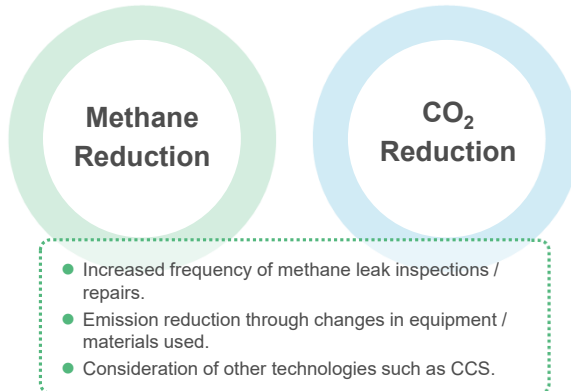 Methane
Reduction
CO₂
Reduction
● Increased frequency of methane leak inspections /
repairs.
● Emission reduction through changes in equipment /
materials used.
● Consideration of other technologies such as CCS.